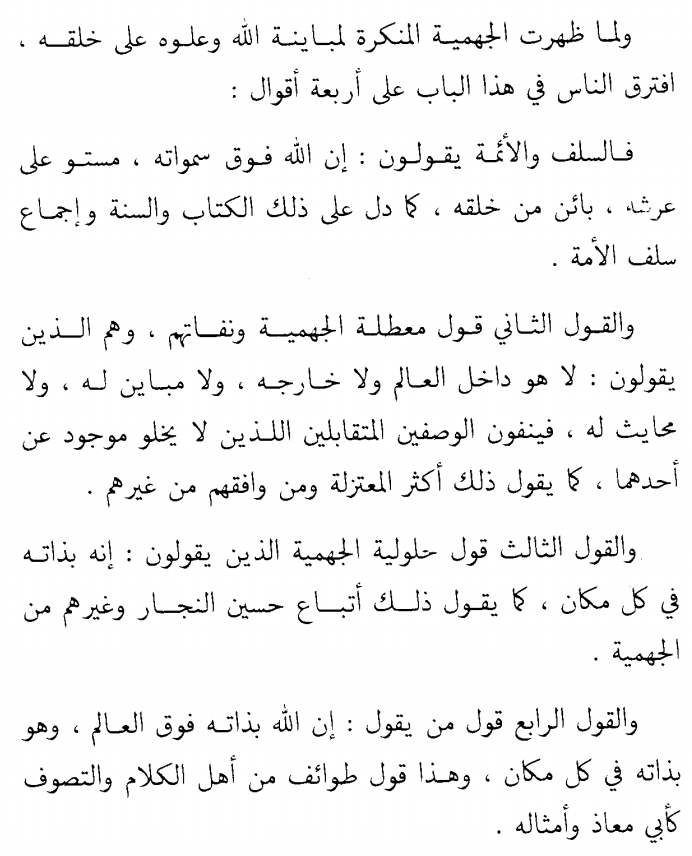 ولما ظهرت الجهمية المنكرة لمباينة الله وعلوه على خلقه ،
افترق الناس في هذا الباب على أربعة أقوال :
فالسلف والأئمة يقولون : إن الله فوق سمواته ، مستو على
عرشه ، بائن من خلقه ، كما دل على ذلك الكتاب والسنة وإجماع
سلف الأمة .
والقول الثاني قول معطلة الجهمية ونفاتهم ، وهم الذين
يقولون : لا هو داخل العالم ولا خارجه ، ولا مباين له ، ولا
محايث له ، فينفون الوصفين المتقابلين اللذين لا يخلو موجود عن
أحدهما ، كما يقول ذلك أكثر المعتزلة ومن وافقهم من غيرهم .
والقول الثالث قول حلولية الجهمية الذين يقولون : إنه بذاته
في كل مكان ، كما يقول ذلك أتباع حسين النجار وغيرهم من
الجهمية .
والقول الرابع قول من يقول : إن الله بذاته فوق العالم ، وهو
بذاته في كل مكان ، وهذا قول طوائف من أهل الكلام والتصوف
كأبي معاذ وأمثاله .